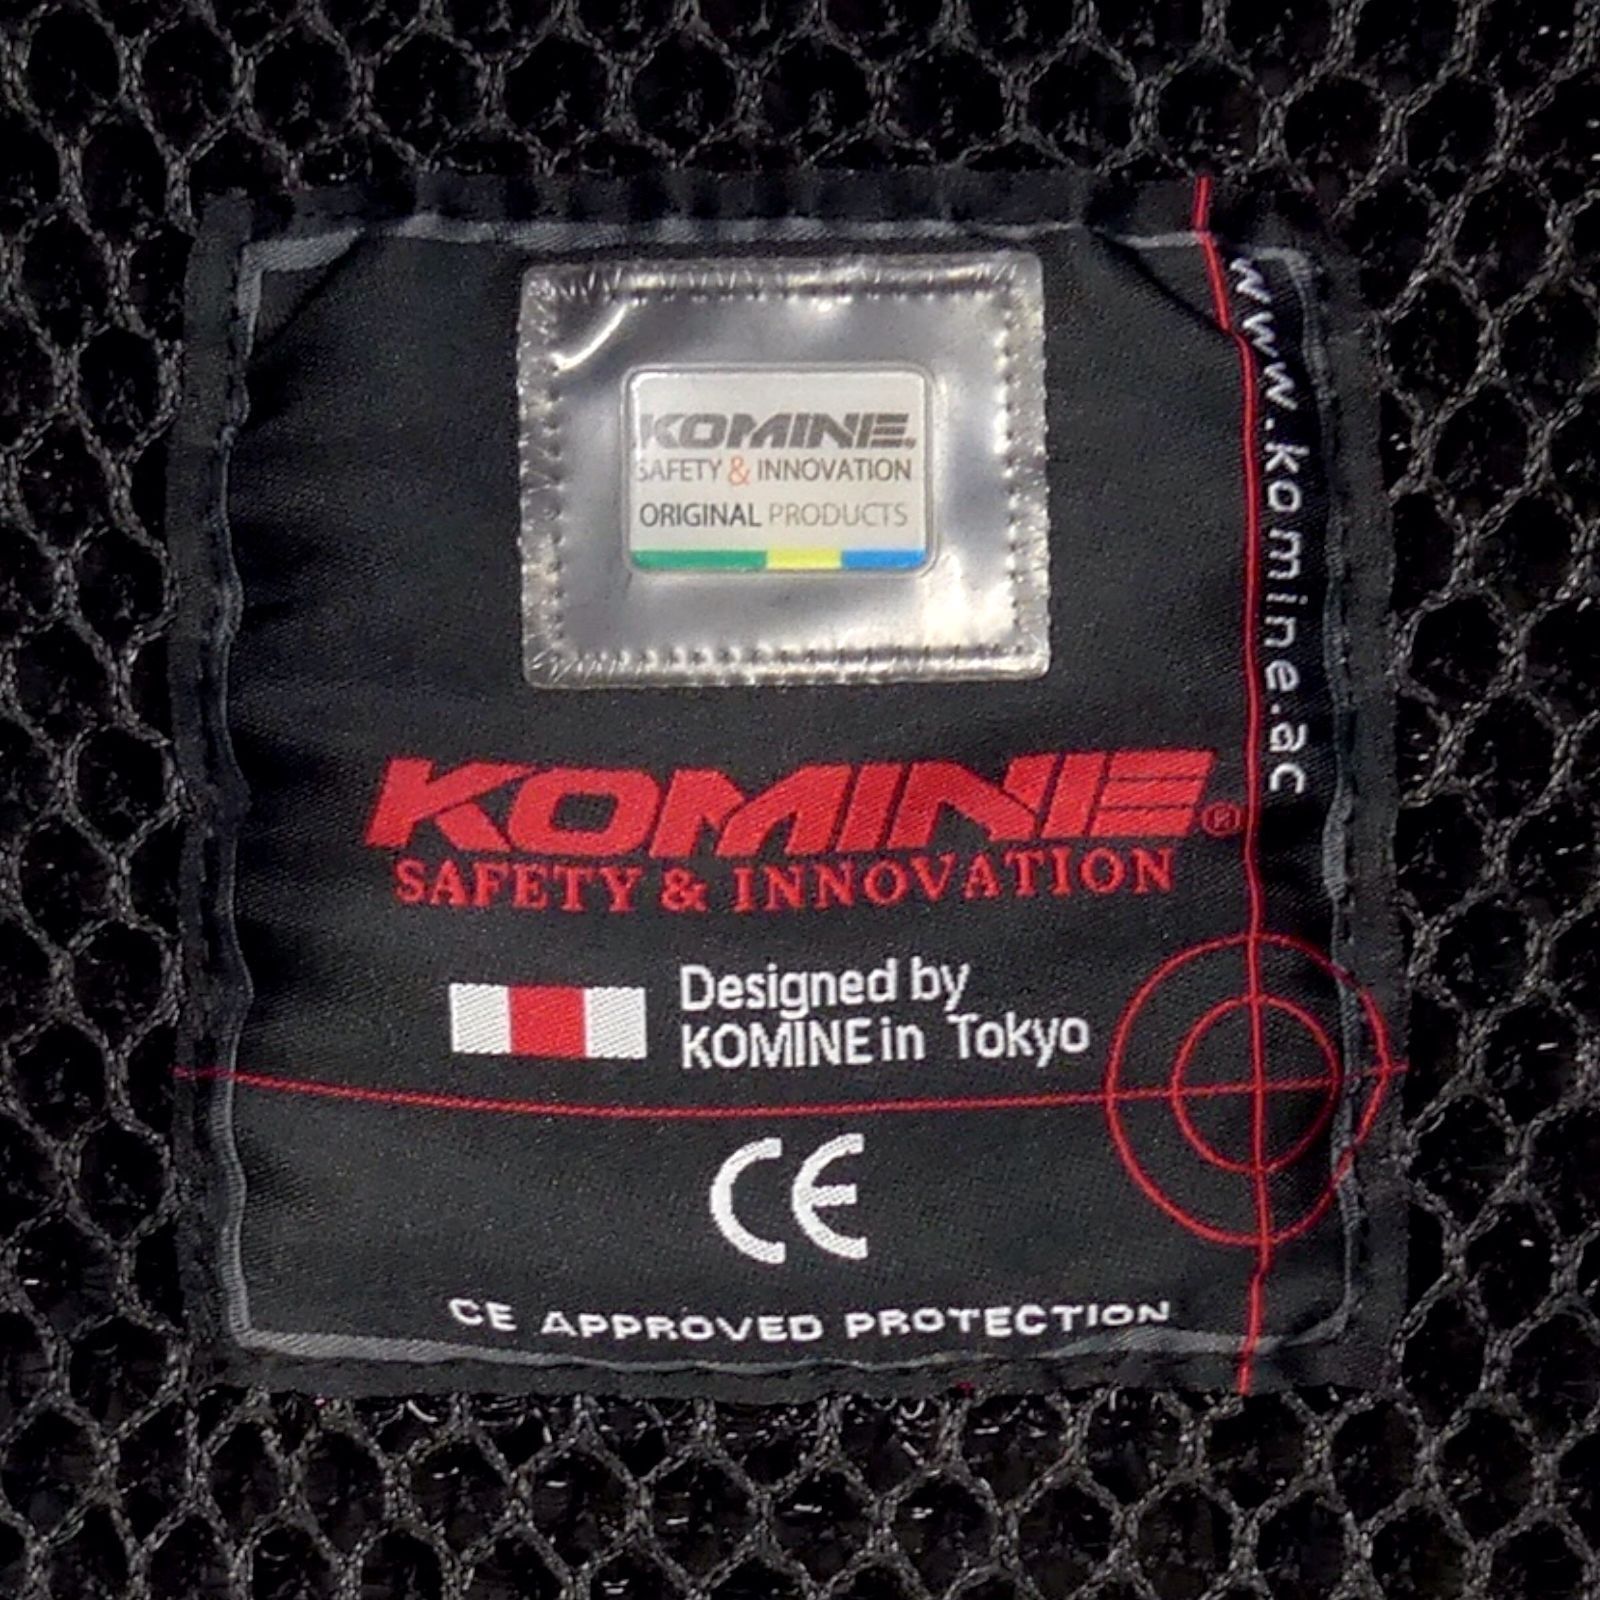 KOMINE
SAFETY & INNOVATION
ORIGINAL PRODUCTS
www.komine.ac
KOMINE®
SAFETY & INNOVATION
Designed by
KOMINE in Tokyo
CE
CE APPROVED PROTECTION